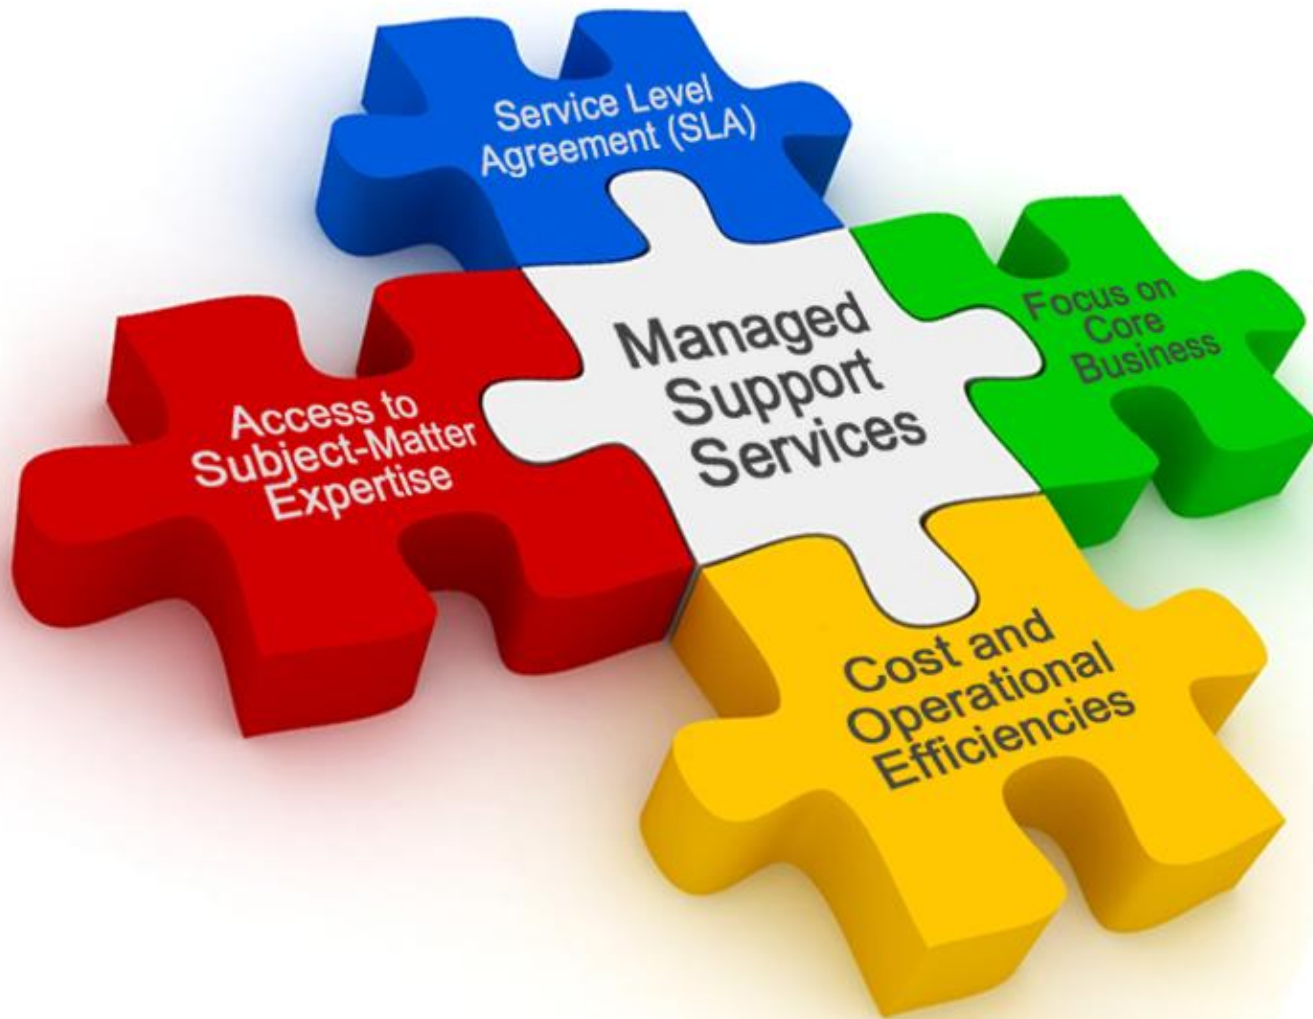 Service Level
Agreement (SLA)
Managed
Support
Services
Focus on
Core
Business
Access to
Subject-Matter
Expertise
Cost and
Operational
Efficiencies